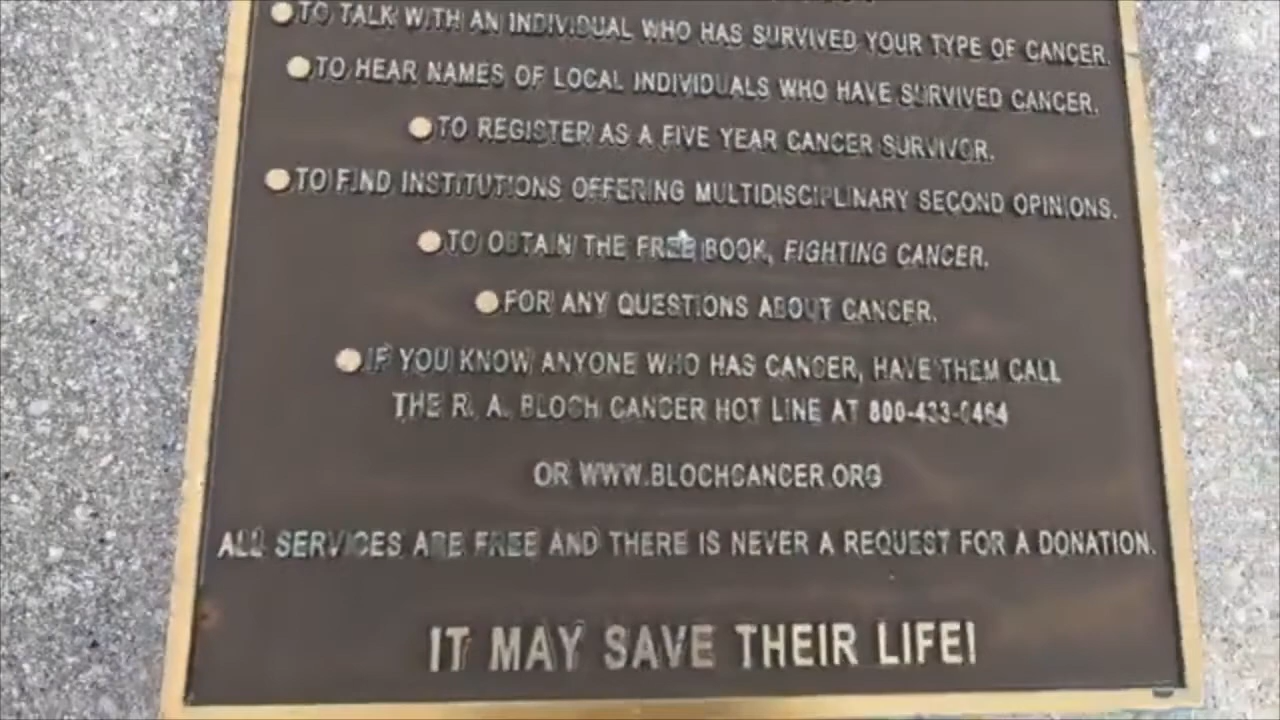 ●TO TALK WITH AN INDIVIDUAL WHO HAS SURVIVED YOUR TYPE OF CANCER.
●TO HEAR NAMES OF LOCAL INDIVIDUALS WHO HAVE SURVIVED CANCER.
●TO REGISTER AS A FIVE YEAR CANCER SURVIVOR.
●TO FIND INSTITUTIONS OFFERING MULTIDISCIPLINARY SECOND OPINIONS.
●TO OBTAIN THE FREE BOOK, FIGHTING CANCER.
●FOR ANY QUESTIONS ABOUT CANCER.
●IF YOU KNOW ANYONE WHO HAS CANCER, HAVE THEM CALL
THE R. A. BLOCH CANCER HOT LINE AT 800-433-0464
OR WWW.BLOCHCANCER.ORG
ALL SERVICES ARE FREE AND THERE IS NEVER A REQUEST FOR A DONATION.
IT MAY SAVE THEIR LIFE!